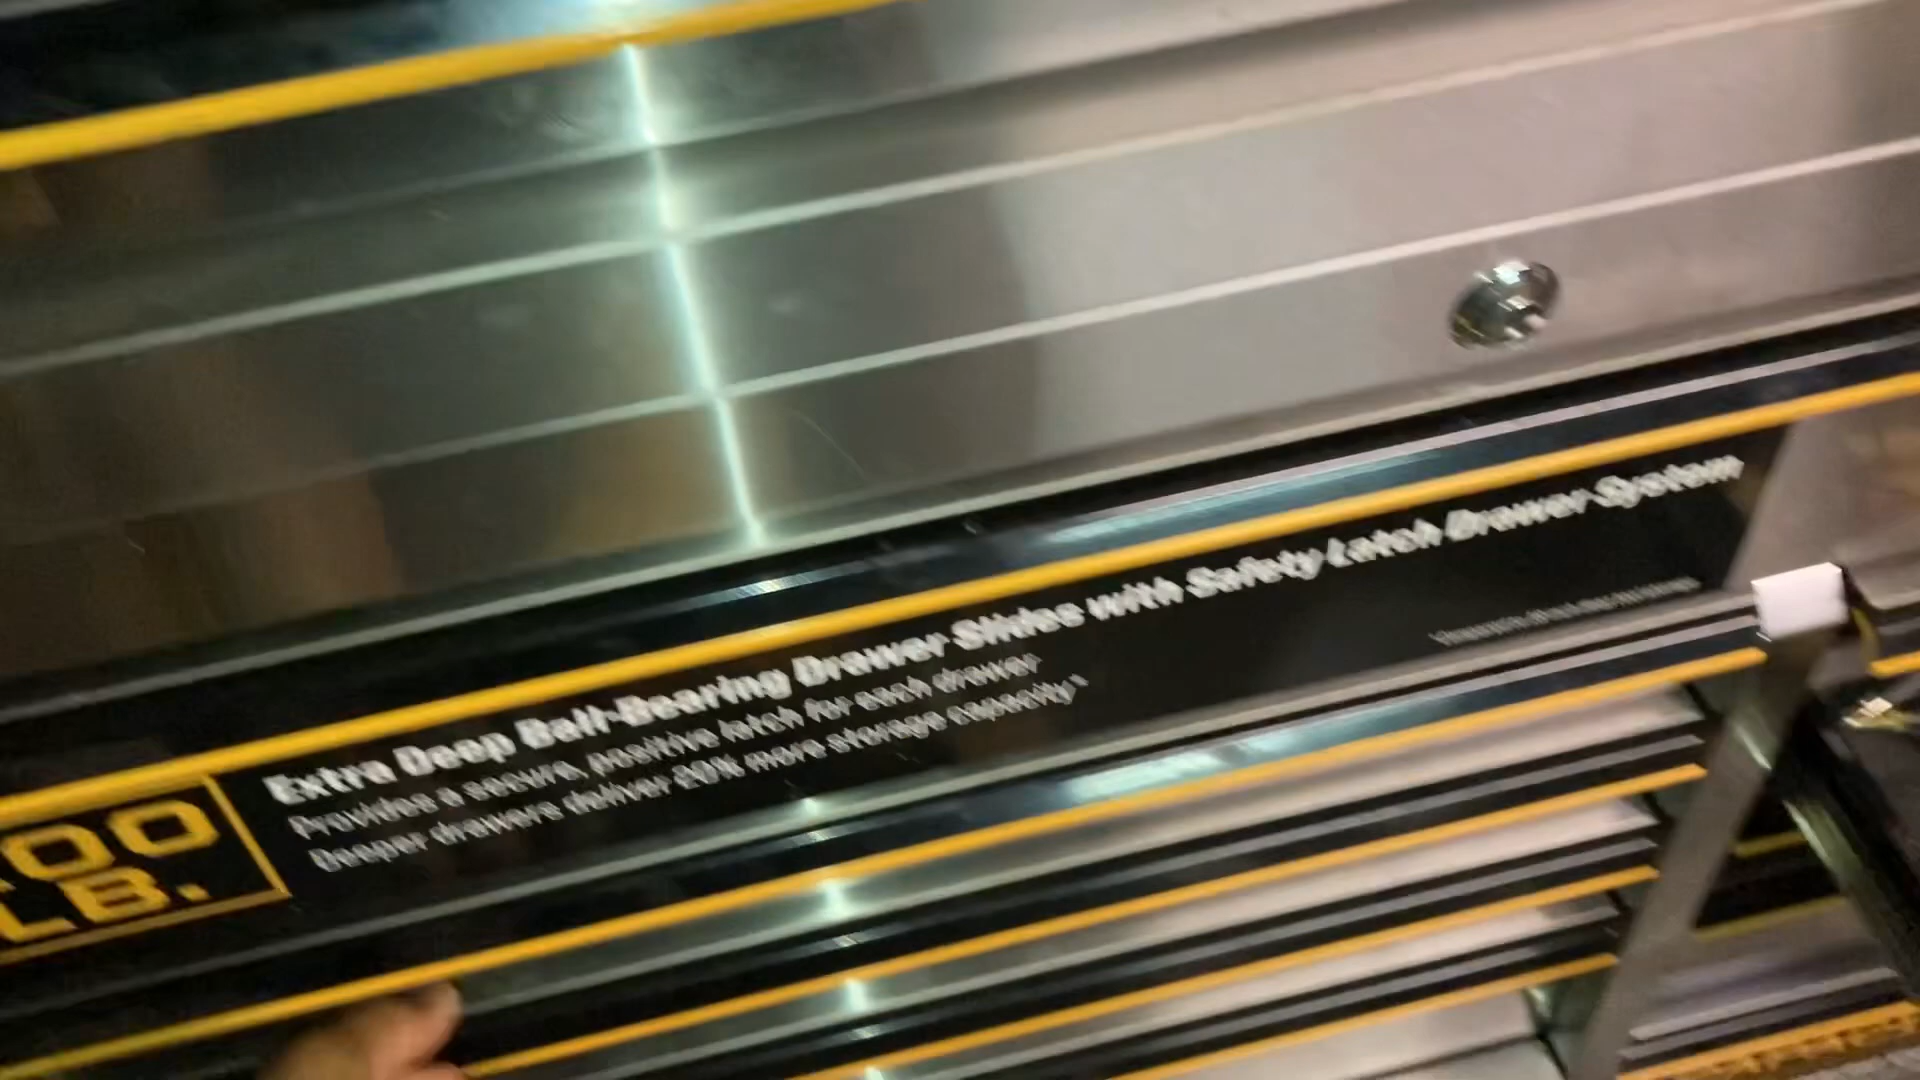 00
LB.
Extra Deep Ball-Bearing Drawer Slides with Safety Latch Drawer System
Provides a secure, positive latch for each drawer
Deeper drawers deliver 20% more storage capacity*